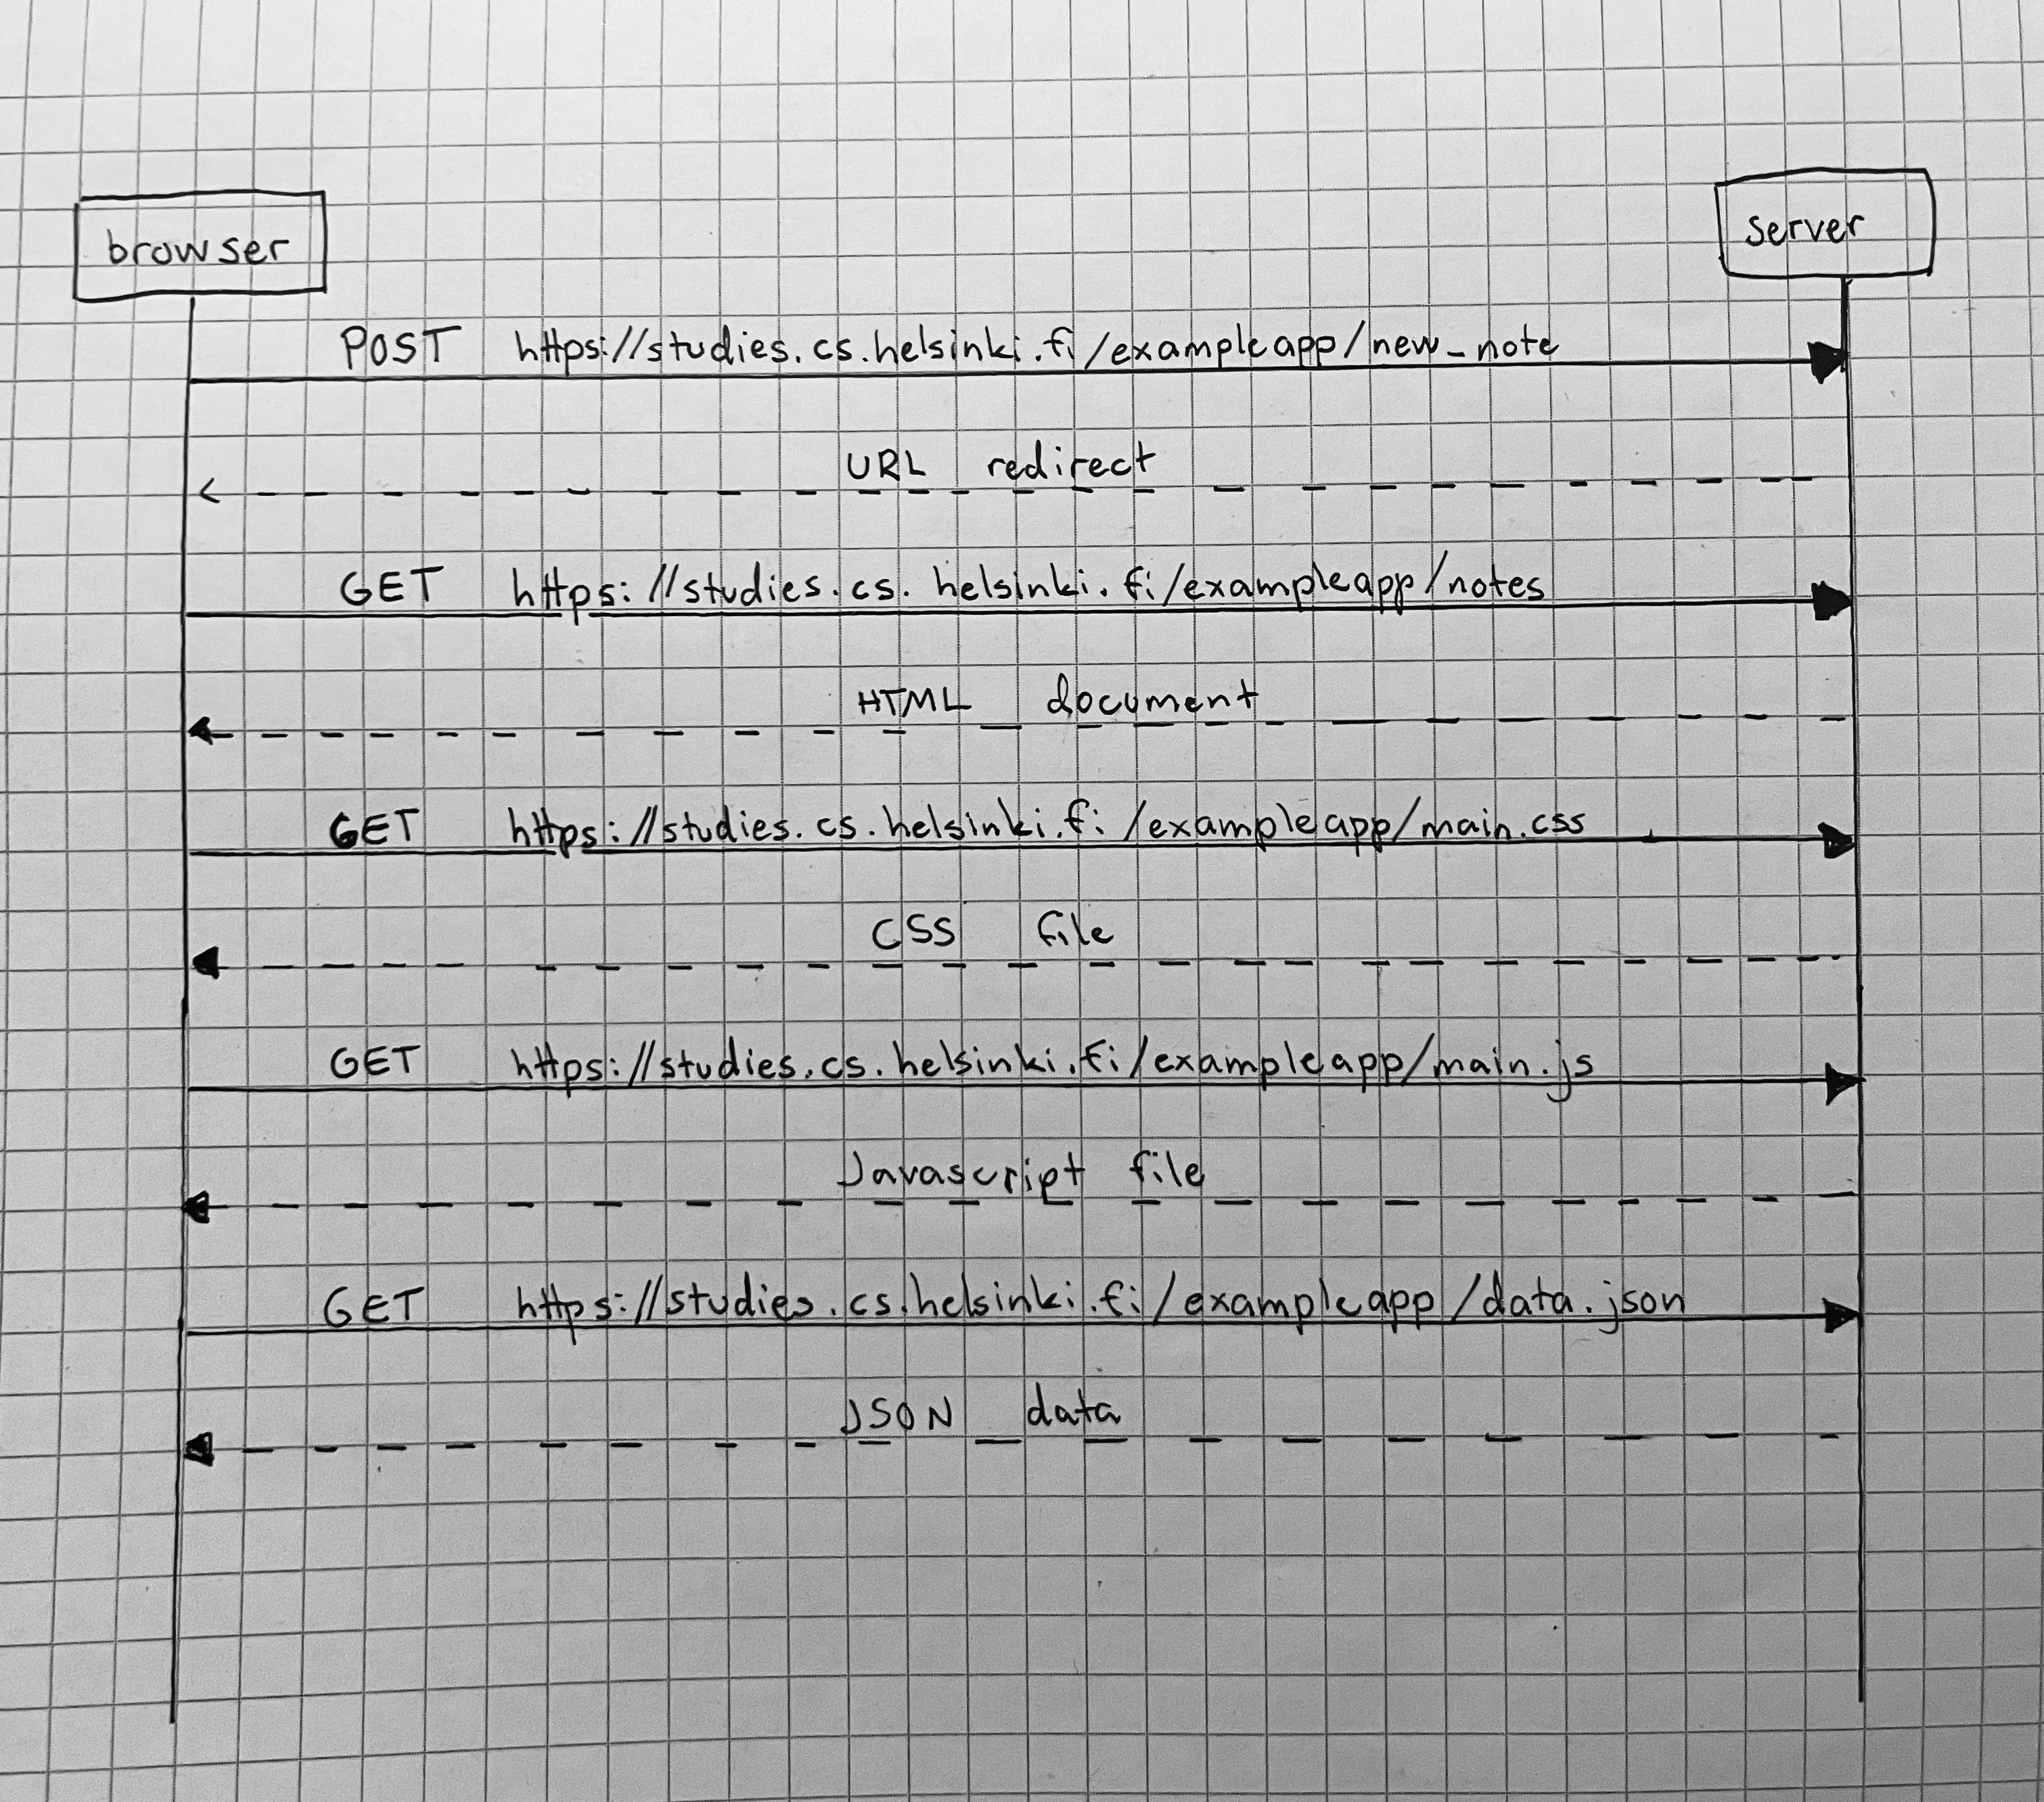 browser
server
POST https://studies.cs.helsinki.fi/exampleapp/new_note
URL redirect
GET https://studies.cs.helsinki.fi/exampleapp/notes
HTML document
GET https://studies.cs.helsinki.fi/exampleapp/main.css
CSS file
GET https://studies.cs.helsinki.fi/exampleapp/main.js
Javascript file
GET https://studies.cs.helsinki.fi/exampleapp/data.json
JSON data